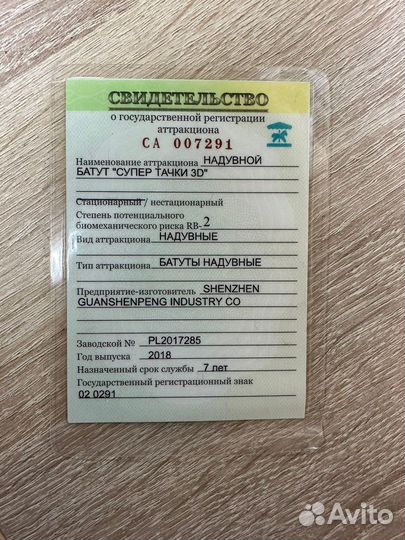 СВИДЕТЕЛЬСТВО
о государственной регистрации
аттракциона
СА 007291
Наименование аттракциона НАДУВНОЙ
БАТУТ "СУПЕР ТАЧКИ 3D"
Стационарный / нестационарный
Степень потенциального
биомеханического риска RB-2
Вид аттракциона НАДУВНЫЕ
Тип аттракциона БАТУТЫ НАДУВНЫЕ
Предприятие-изготовитель SHENZHEN
GUANSHENPENG INDUSTRY CO
Заводской № PL2017285
Год выпуска 2018
Назначенный срок службы 7 лет
Государственный регистрационный знак
02 0291
Avito